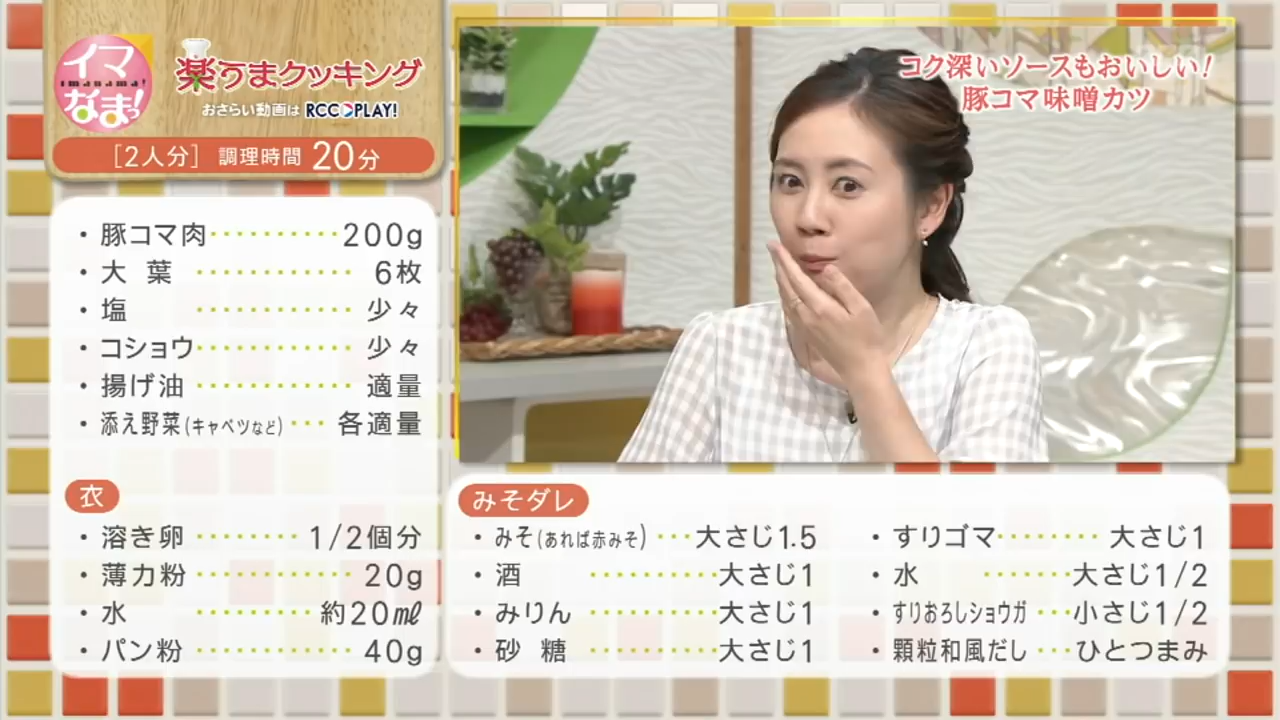 イマ
なまっ!
楽うまクッキング
おさらい動画は RCC PLAY!
[2人分] 調理時間 20分
コク深いソースもおいしい!
豚コマ味噌カツ
・豚コマ肉‥‥‥‥‥200g
・大 葉 ‥‥‥‥‥‥ 6枚
・塩 ‥‥‥‥‥‥ 少々
・コショウ‥‥‥‥‥‥ 少々
・揚げ油 ‥‥‥‥‥‥ 適量
・添え野菜(キャベツなど) ‥‥ 各適量
衣
・溶き卵 ‥‥‥‥ 1/2個分
・薄力粉 ‥‥‥‥‥‥ 20g
・水 ‥‥‥‥ 約20㎖
・パン粉 ‥‥‥‥‥‥ 40g
みそダレ
・みそ(あれば赤みそ) ‥‥ 大さじ1.5
・酒 ‥‥‥‥‥大さじ1
・みりん ‥‥‥‥‥大さじ1
・砂 糖 ‥‥‥‥‥大さじ1
・すりゴマ‥‥‥‥ 大さじ1
・水 ‥‥‥大さじ1/2
・すりおろしショウガ ‥‥小さじ1/2
・顆粒和風だし ‥‥ひとつまみ